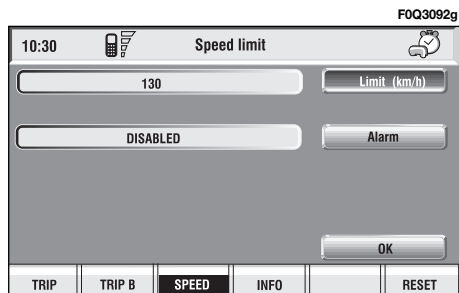 F0Q3092g
10:30 Speed limit
130 Limit (km/h)
DISABLED Alarm
OK
TRIP TRIP B SPEED INFO RESET